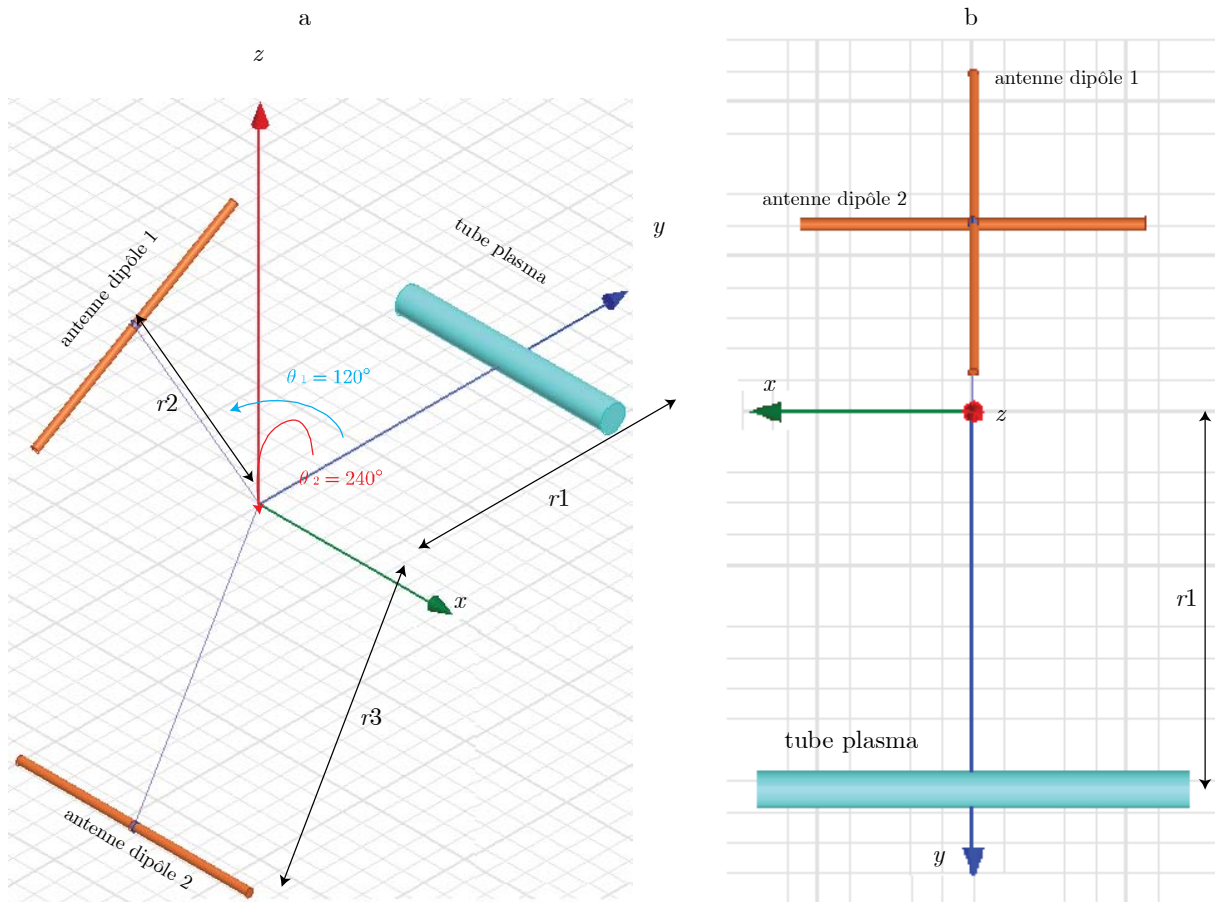 a
z
antenne dipôle 1
tube plasma
y
r2
θ₁ = 120°
θ₂ = 240°
r1
x
r3
antenne dipôle 2
b
antenne dipôle 1
antenne dipôle 2
x
z
r1
tube plasma
y